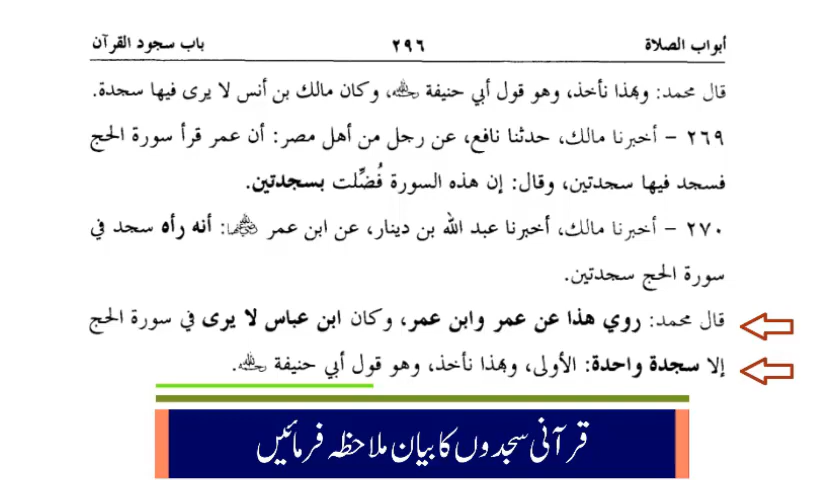 أبواب الصلاة ٢٩٦ باب سجود القرآن
قال محمد: وبهذا نأخذ، وهو قول أبي حنيفة رحمه الله، وكان مالك بن أنس لا يرى فيها سجدة.
٢٦٩ - أخبرنا مالك، حدثنا نافع، عن رجل من أهل مصر: أن عمر قرأ سورة الحج
فسجد فيها سجدتين، وقال: إن هذه السورة فُضِّلت بسجدتين.
٢٧٠ - أخبرنا مالك، أخبرنا عبد الله بن دينار، عن ابن عمر رضي الله عنهما: أنه رأه سجد في
سورة الحج سجدتين.
قال محمد: روي هذا عن عمر وابن عمر، وكان ابن عباس لا يرى في سورة الحج
إلا سجدة واحدة: الأولى، وبهذا نأخذ، وهو قول أبي حنيفة رحمه الله.
قرآنی سجدوں کا بیان ملاحظہ فرمائیں